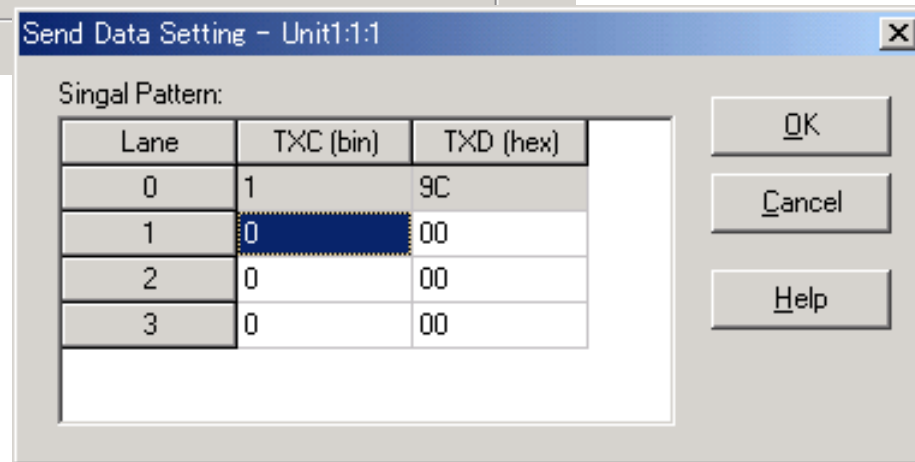 Send Data Setting - Unit1:1:1
Singal Pattern:
Lane TXC (bin) TXD (hex)
0 1 9C
1 0 00
2 0 00
3 0 00
OK
Cancel
Help